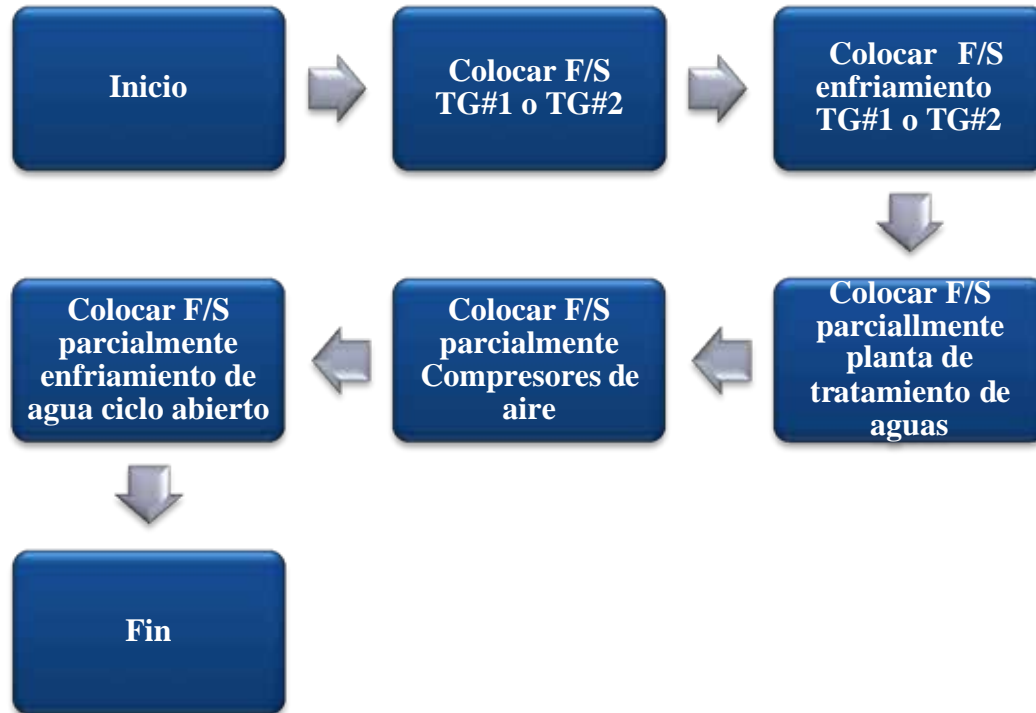 Inicio
Colocar F/S
TG#1 o TG#2
Colocar F/S
enfriamiento
TG#1 o TG#2
Colocar F/S
parciallmente
planta de
tratamiento de
aguas
Colocar F/S
parcialmente
Compresores de
aire
Colocar F/S
parcialmente
enfriamiento de
agua ciclo abierto
Fin